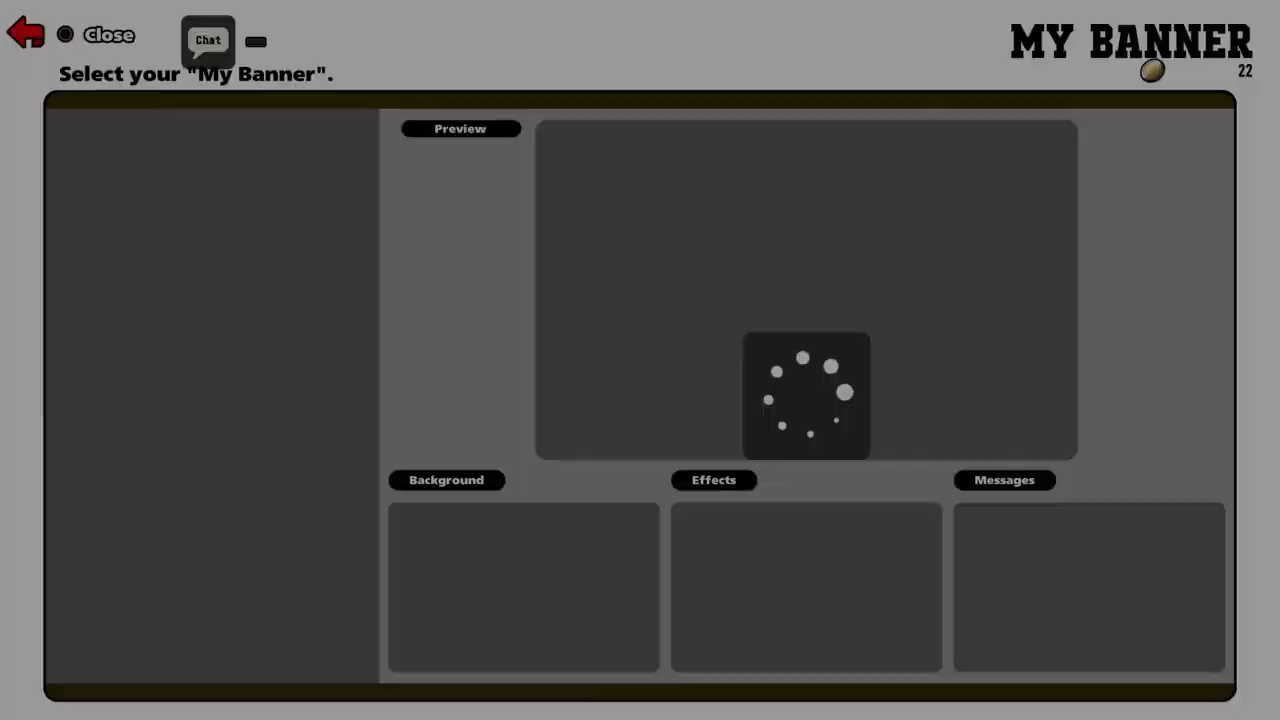 Close
Chat
MY BANNER
Select your "My Banner".
22
Preview
Background
Effects
Messages